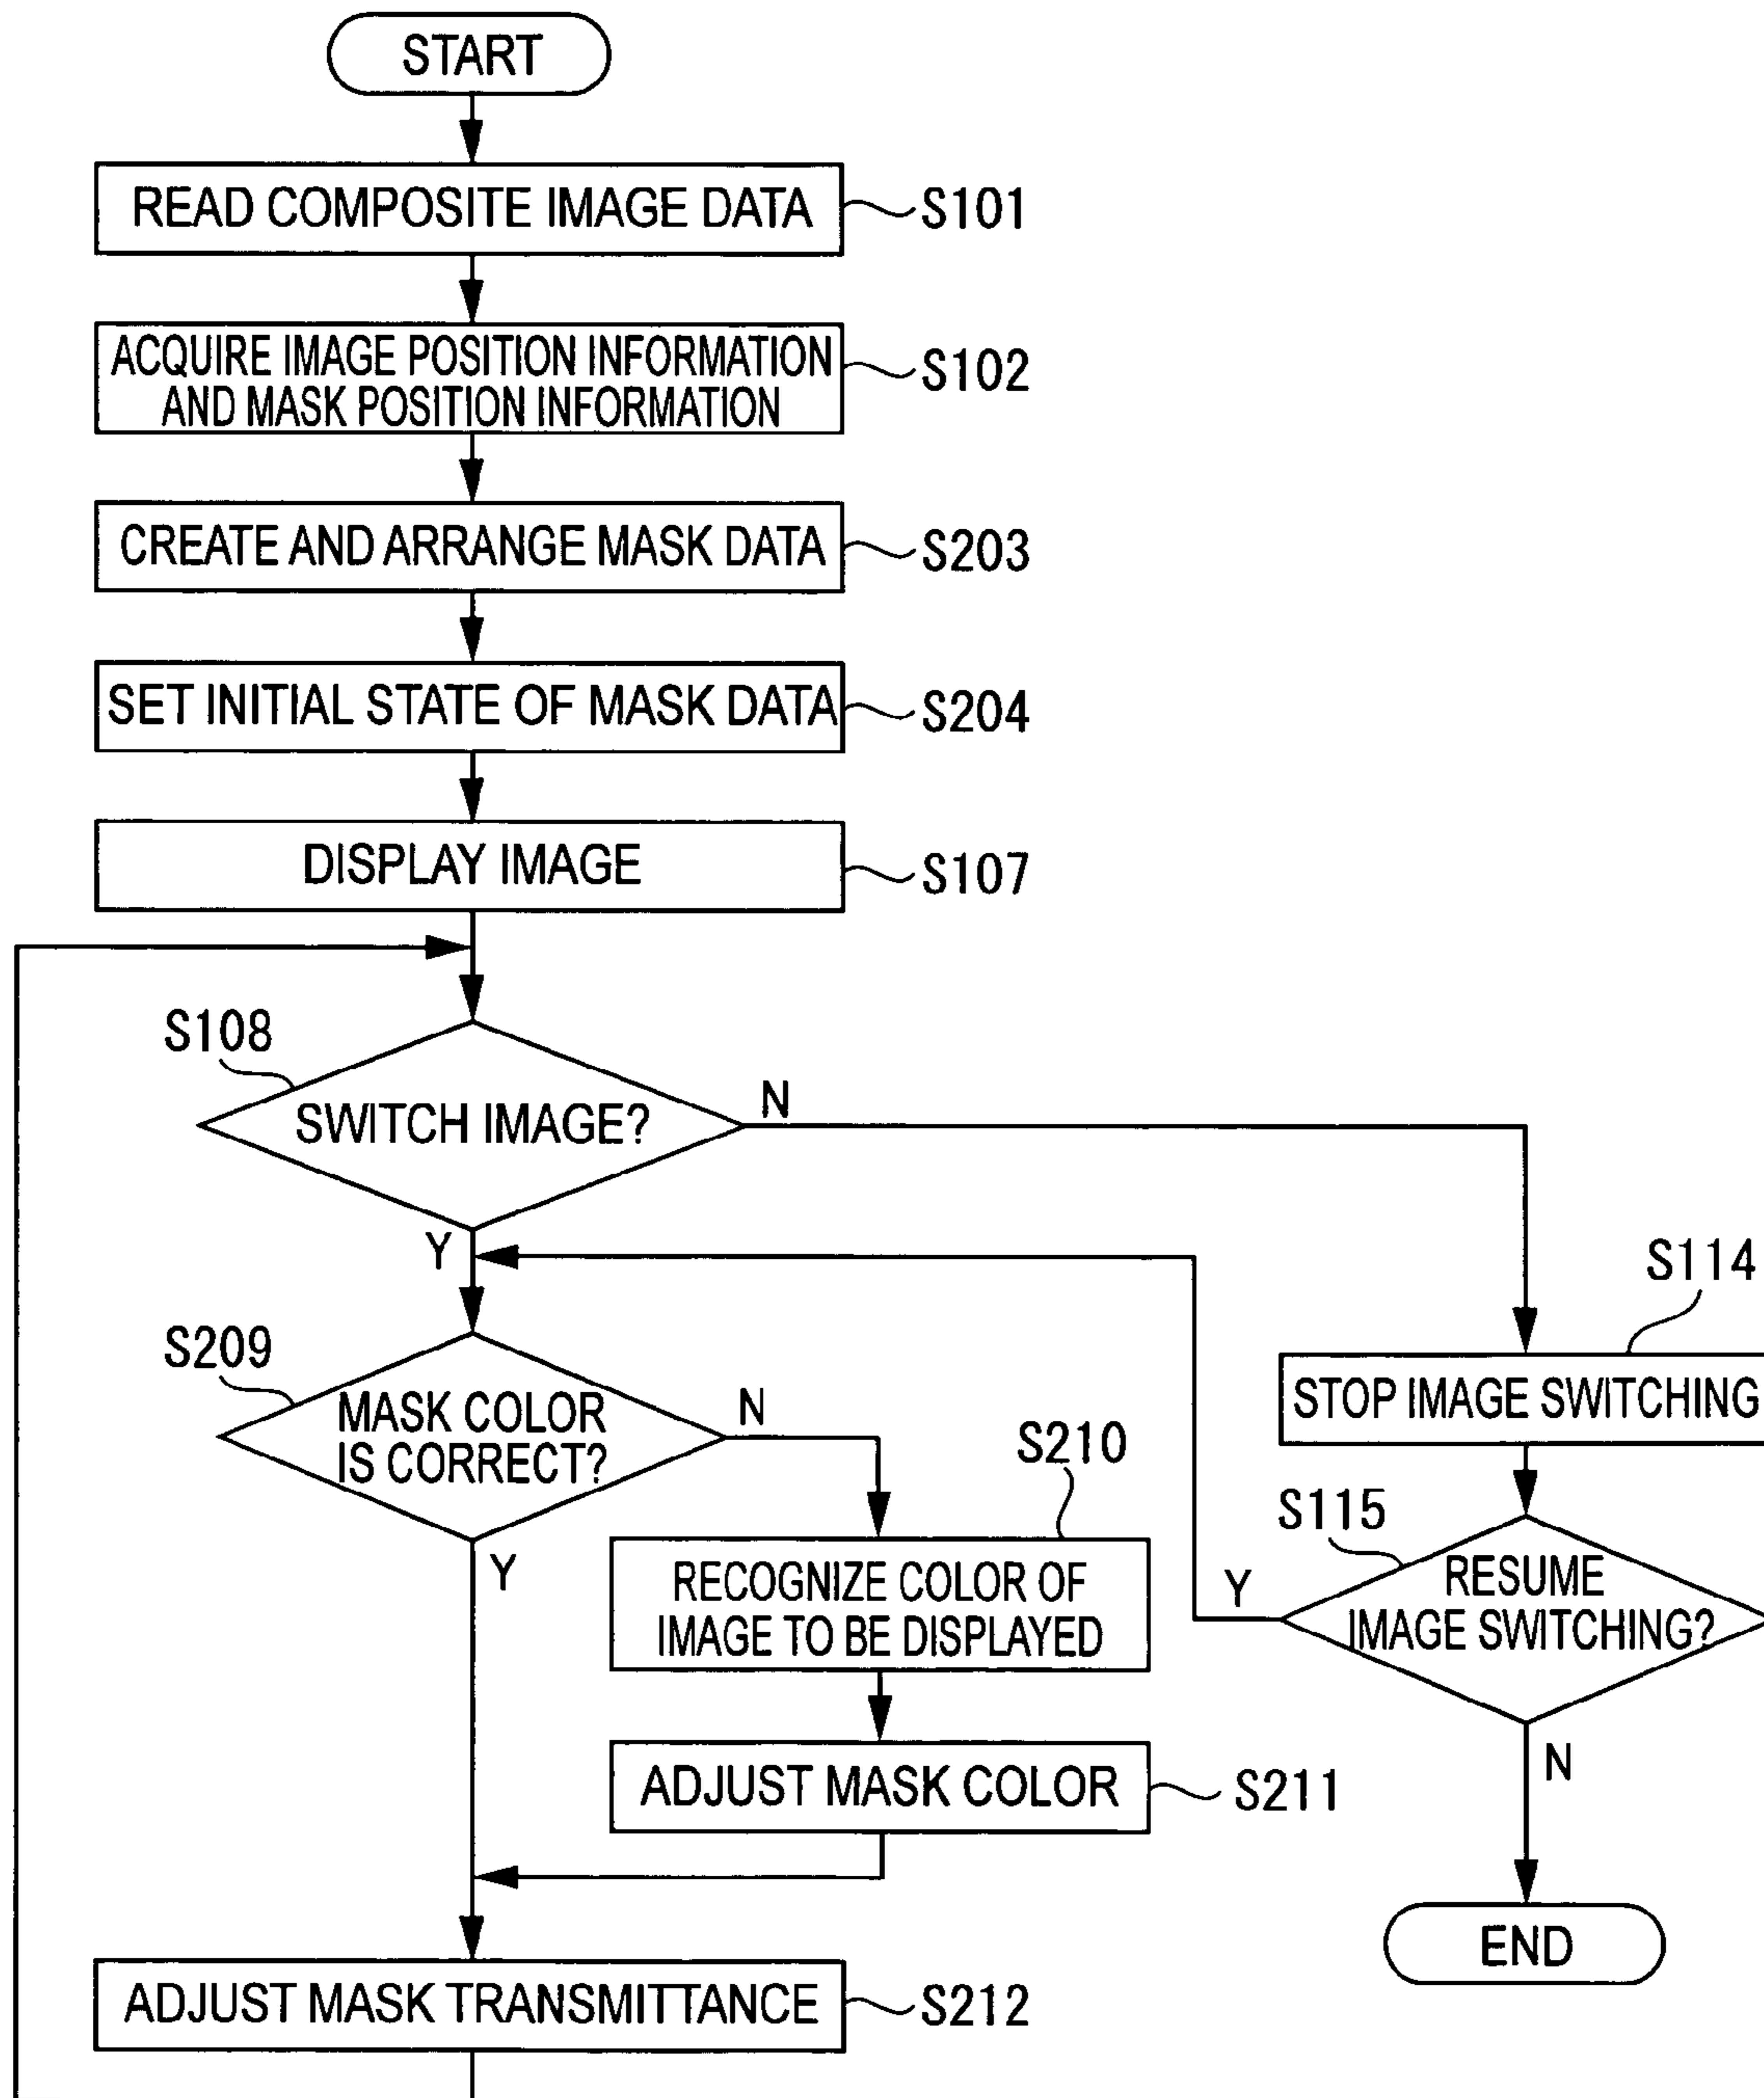 START
READ COMPOSITE IMAGE DATA
S101
ACQUIRE IMAGE POSITION INFORMATION
AND MASK POSITION INFORMATION
S102
CREATE AND ARRANGE MASK DATA
S203
SET INITIAL STATE OF MASK DATA
S204
DISPLAY IMAGE
S107
S108
SWITCH IMAGE?
N
Y
S114
STOP IMAGE SWITCHING
S209
MASK COLOR
IS CORRECT?
N
Y
S210
RECOGNIZE COLOR OF
IMAGE TO BE DISPLAYED
S115
RESUME
IMAGE SWITCHING?
Y
N
ADJUST MASK COLOR
S211
END
ADJUST MASK TRANSMITTANCE
S212